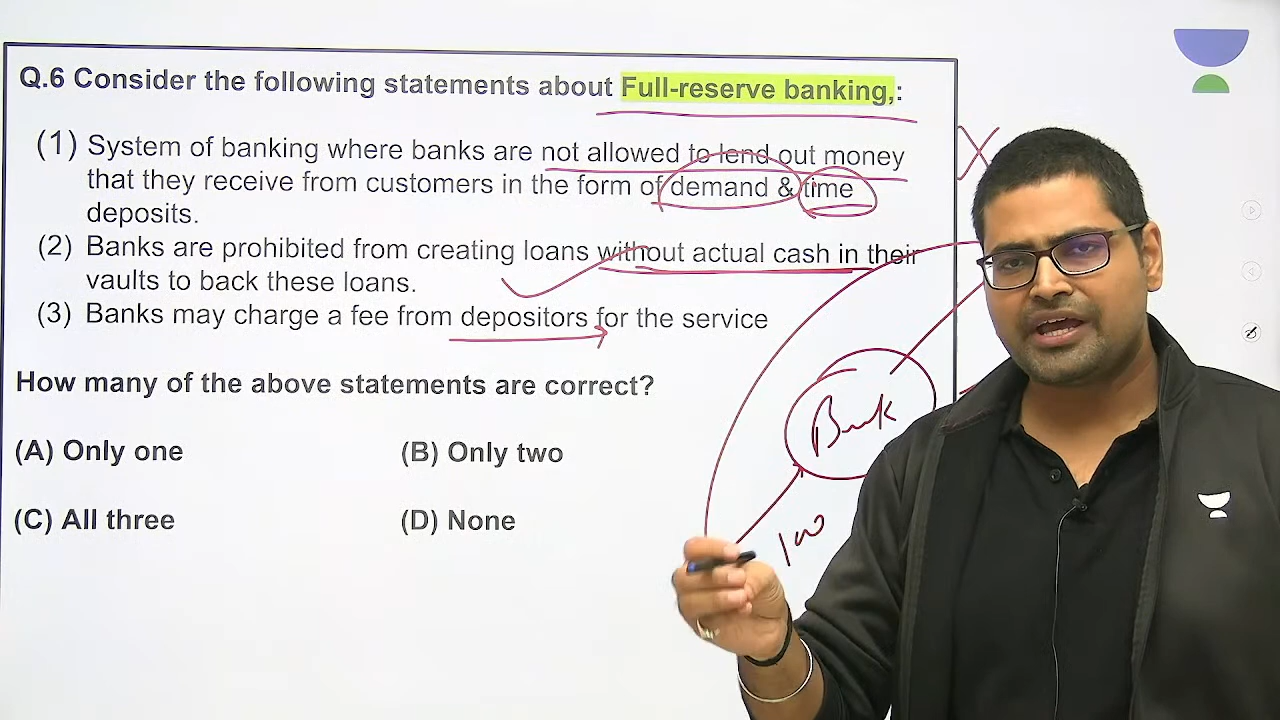 Q.6 Consider the following statements about Full-reserve banking,:
(1) System of banking where banks are not allowed to lend out money
that they receive from customers in the form of demand & time
deposits.
(2) Banks are prohibited from creating loans without actual cash in their
vaults to back these loans.
(3) Banks may charge a fee from depositors for the service
How many of the above statements are correct?
(A) Only one (B) Only two
(C) All three (D) None
Bank
100